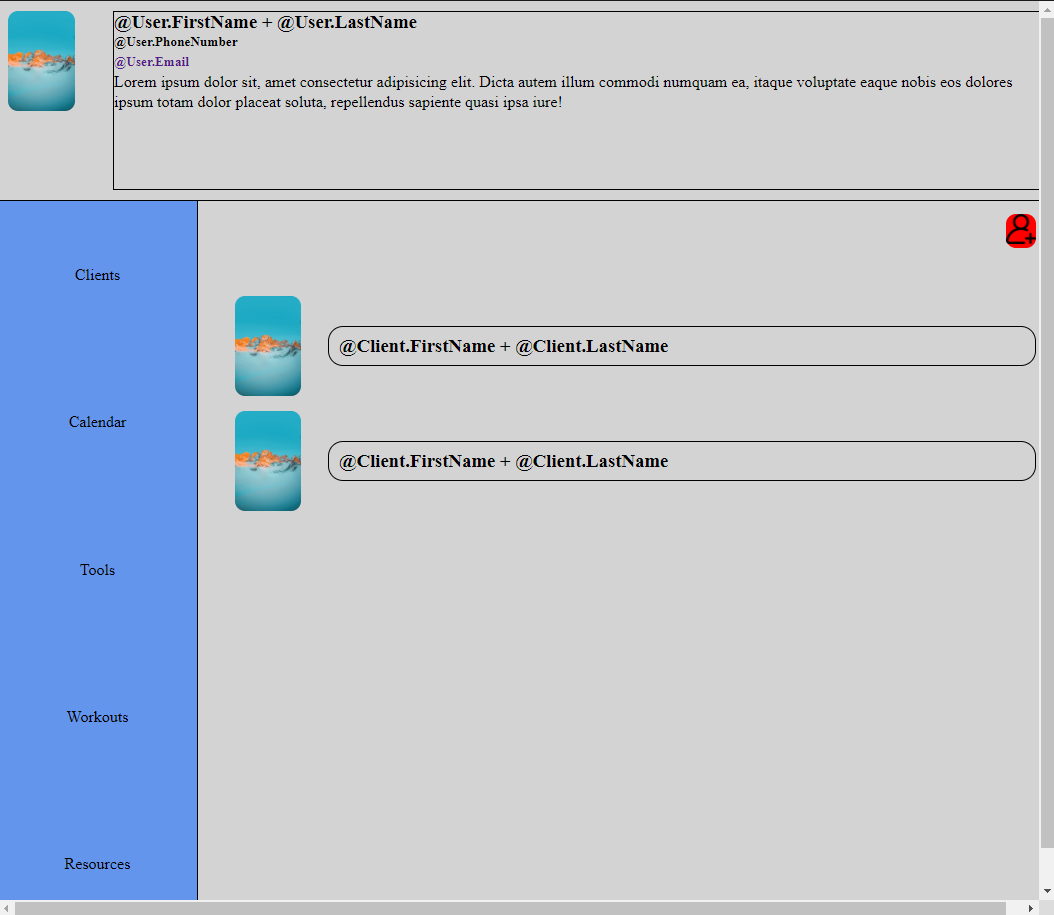 @User.FirstName + @User.LastName
@User.PhoneNumber
@User.Email
Lorem ipsum dolor sit, amet consectetur adipisicing elit. Dicta autem illum commodi numquam ea, itaque voluptate eaque nobis eos dolores
ipsum totam dolor placeat soluta, repellendus sapiente quasi ipsa iure!
Clients
@Client.FirstName + @Client.LastName
Calendar
@Client.FirstName + @Client.LastName
Tools
Workouts
Resources